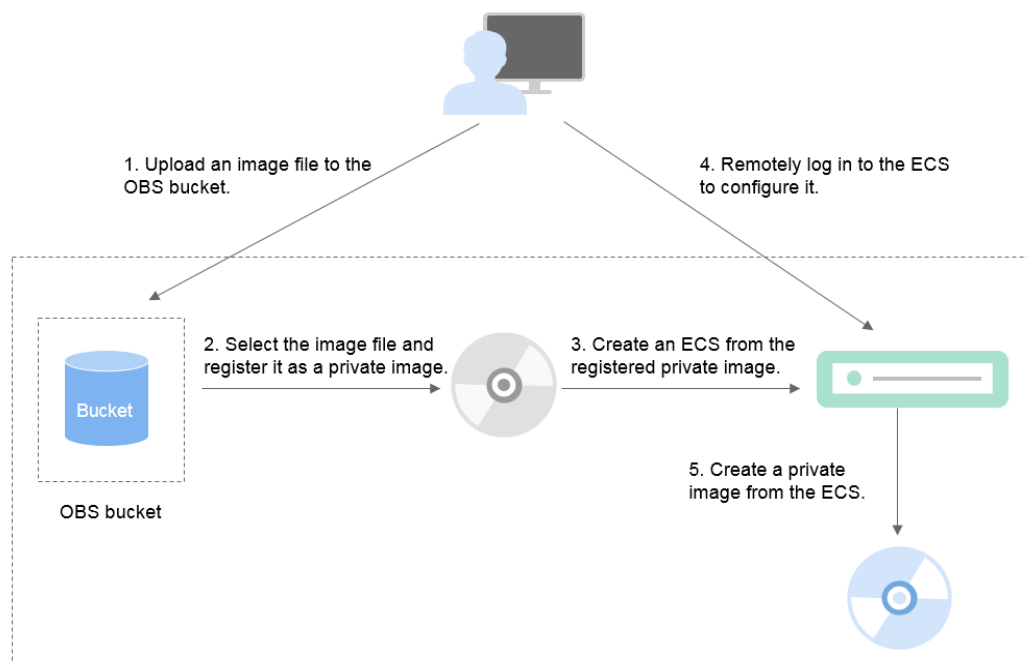 1. Upload an image file to the
OBS bucket.
4. Remotely log in to the ECS
to configure it.
2. Select the image file and
register it as a private image.
3. Create an ECS from the
registered private image.
Bucket
OBS bucket
5. Create a private
image from the ECS.